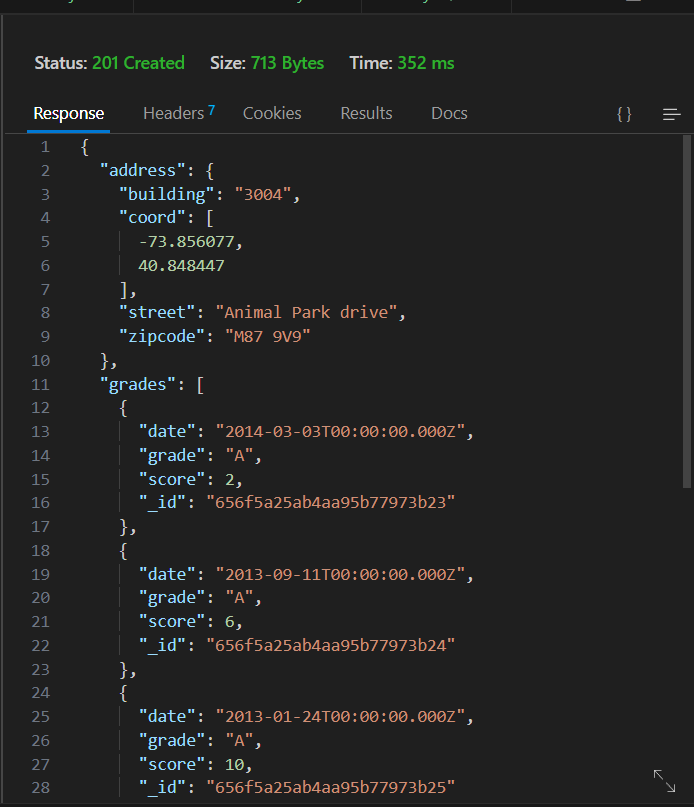 Status: 201 Created Size: 713 Bytes Time: 352 ms
Response Headers 7 Cookies Results Docs { }
1 {
2 "address": {
3 "building": "3004",
4 "coord": [
5 -73.856077,
6 40.848447
7 ],
8 "street": "Animal Park drive",
9 "zipcode": "M87 9V9"
10 },
11 "grades": [
12 {
13 "date": "2014-03-03T00:00:00.000Z",
14 "grade": "A",
15 "score": 2,
16 "_id": "656f5a25ab4aa95b77973b23"
17 },
18 {
19 "date": "2013-09-11T00:00:00.000Z",
20 "grade": "A",
21 "score": 6,
22 "_id": "656f5a25ab4aa95b77973b24"
23 },
24 {
25 "date": "2013-01-24T00:00:00.000Z",
26 "grade": "A",
27 "score": 10,
28 "_id": "656f5a25ab4aa95b77973b25"